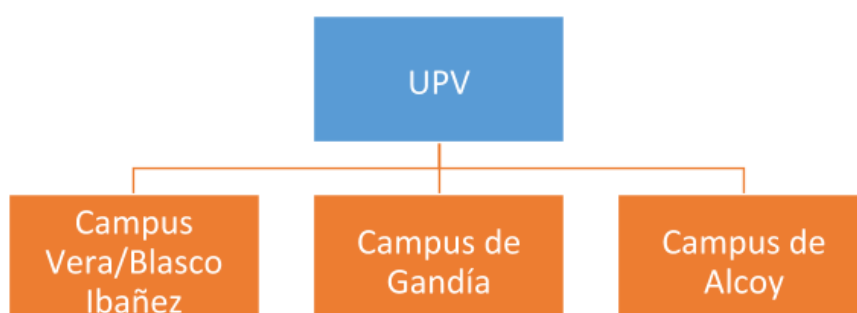 UPV
Campus
Vera/Blasco
Ibañez
Campus de
Gandía
Campus de
Alcoy